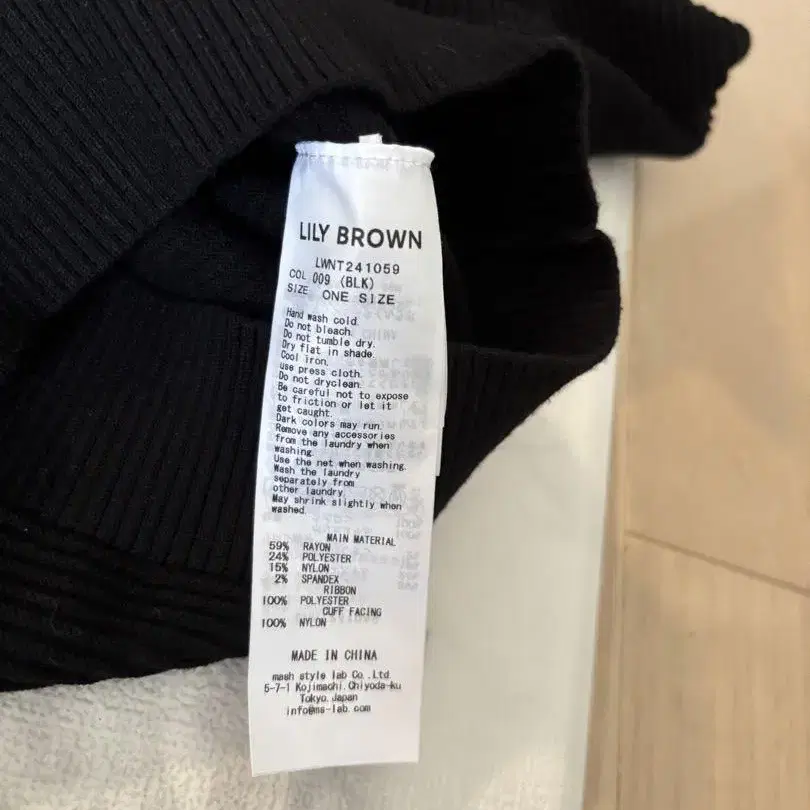 LILY BROWN
LWNT241059
COL 009 (BLK)
SIZE ONE SIZE
Hand wash cold.
Do not bleach.
Do not tumble dry.
Dry flat in shade.
Cool iron.
use press cloth.
Do not dryclean.
Be careful not to expose
to friction or let it
get caught.
Dark colors may run.
Remove any accessories
from the laundry when
washing.
Use the net when washing.
Wash the laundry
separately from
other laundry.
May shrink slightly when
washed.
MAIN MATERIAL
59% RAYON
24% POLYESTER
15% NYLON
2% SPANDEX
RIBBON
100% POLYESTER
CUFF FACING
100% NYLON
MADE IN CHINA
mash style lab Co.,Ltd.
5-7-1 Kojimachi,Chiyoda-ku
Tokyo,Japan
info@ms-lab.com